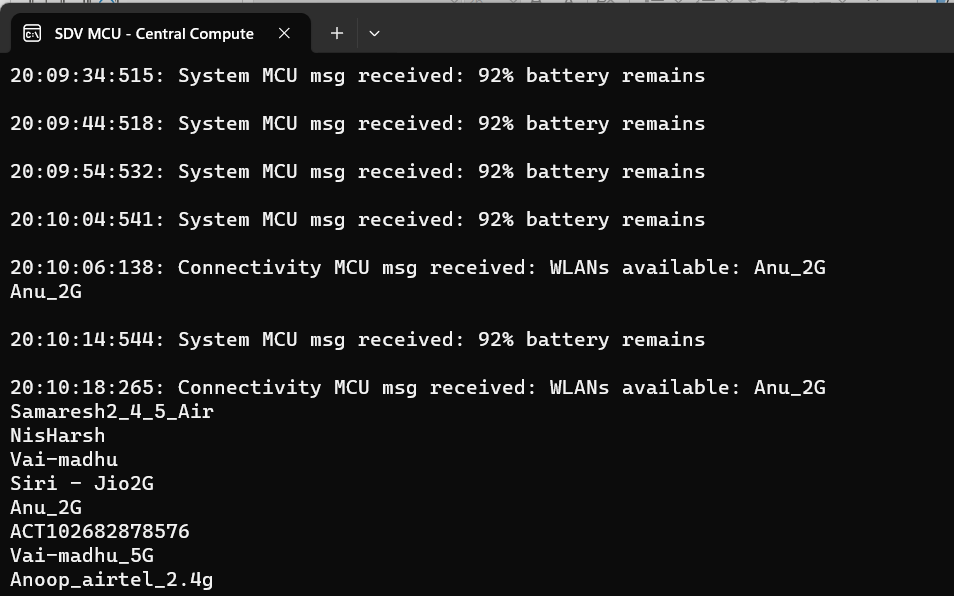 SDV MCU - Central Compute
20:09:34:515: System MCU msg received: 92% battery remains
20:09:44:518: System MCU msg received: 92% battery remains
20:09:54:532: System MCU msg received: 92% battery remains
20:10:04:541: System MCU msg received: 92% battery remains
20:10:06:138: Connectivity MCU msg received: WLANs available: Anu_2G
Anu_2G
20:10:14:544: System MCU msg received: 92% battery remains
20:10:18:265: Connectivity MCU msg received: WLANs available: Anu_2G
Samaresh2_4_5_Air
NisHarsh
Vai-madhu
Siri - Jio2G
Anu_2G
ACT102682878576
Vai-madhu_5G
Anoop_airtel_2.4g